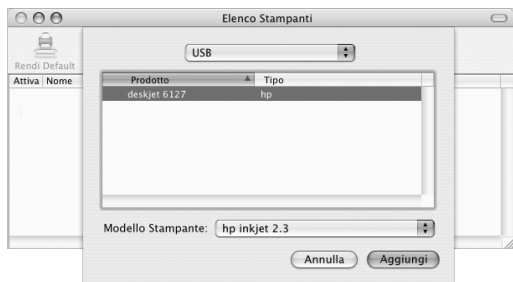 Elenco Stampanti
USB
Rendi Default
Attiva Nome
Prodotto Tipo
deskjet 6127 hp
Modello Stampante: hp inkjet 2.3
Annulla Aggiungi